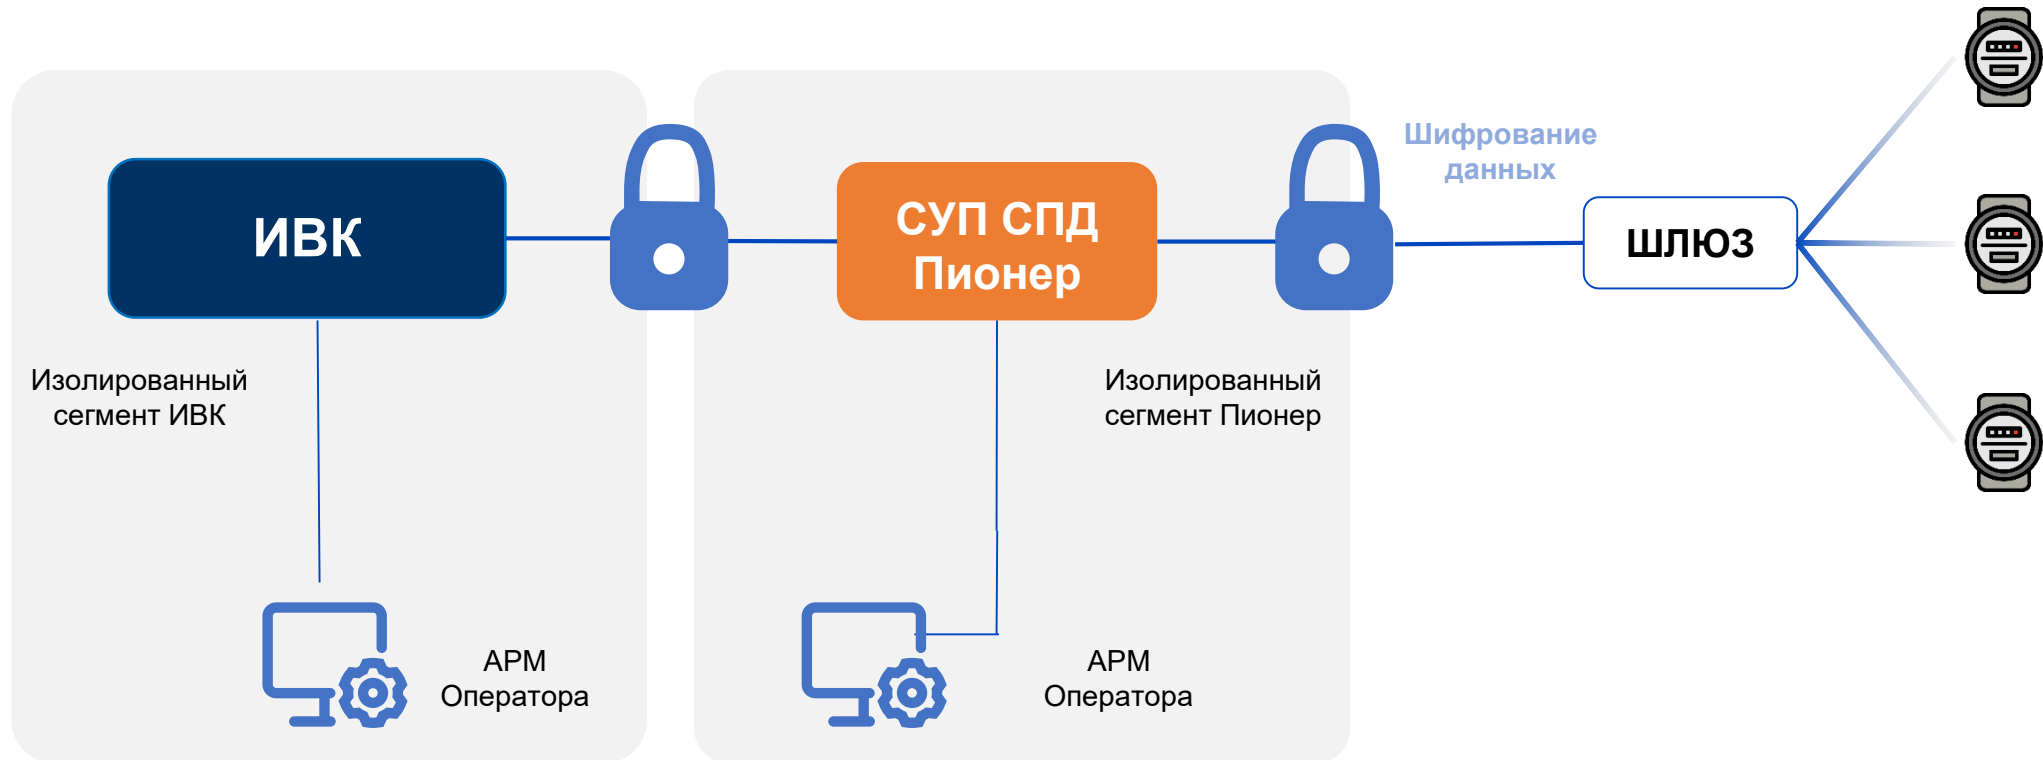 ИВК
Изолированный
сегмент ИВК
АРМ
Оператора
СУП СПД
Пионер
Изолированный
сегмент Пионер
АРМ
Оператора
Шифрование
данных
ШЛЮЗ